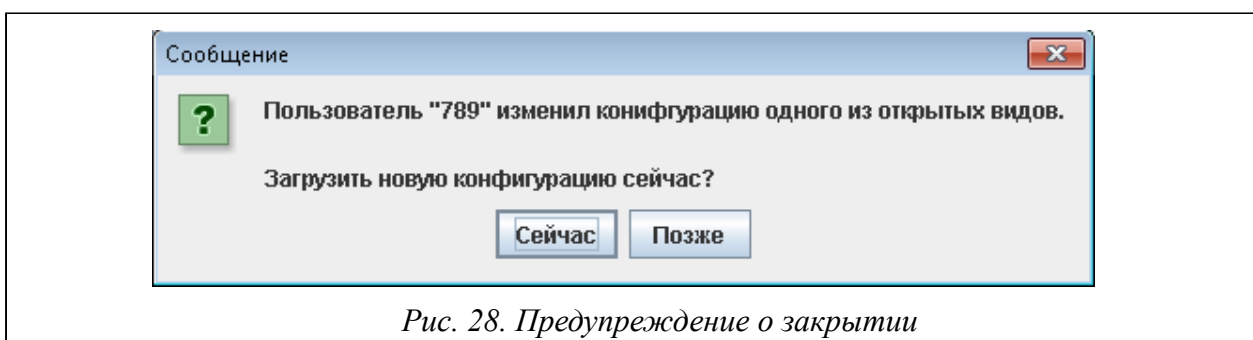 Сообщение
Пользователь "789" изменил конифгурацию одного из открытых видов.
Загрузить новую конфигурацию сейчас?
Сейчас Позже
Рис. 28. Предупреждение о закрытии